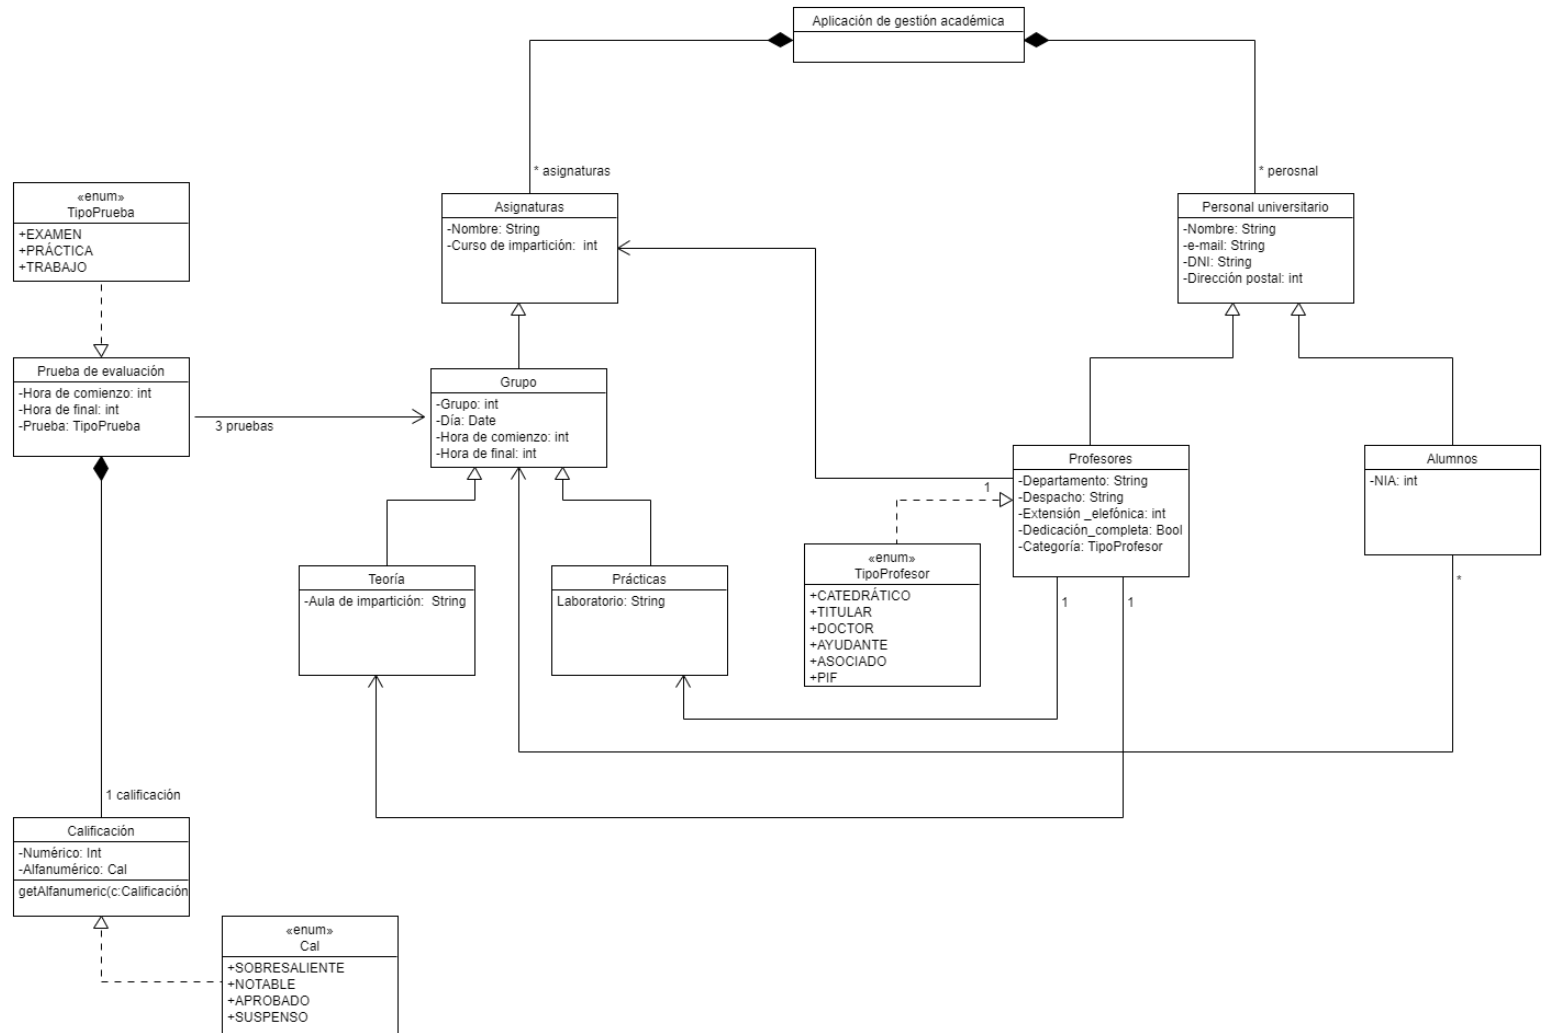 Aplicación de gestión académica
* asignaturas
* perosnal
«enum»
TipoPrueba
+EXAMEN
+PRÁCTICA
+TRABAJO
Asignaturas
-Nombre: String
-Curso de impartición:  int
Personal universitario
-Nombre: String
-e-mail: String
-DNI: String
-Dirección postal: int
Prueba de evaluación
-Hora de comienzo: int
-Hora de final: int
-Prueba: TipoPrueba
3 pruebas
Grupo
-Grupo: int
-Día: Date
-Hora de comienzo: int
-Hora de final: int
Profesores
-Departamento: String
-Despacho: String
-Extensión _elefónica: int
-Dedicación_completa: Bool
-Categoría: TipoProfesor
Alumnos
-NIA: int
1
«enum»
TipoProfesor
+CATEDRÁTICO
+TITULAR
+DOCTOR
+AYUDANTE
+ASOCIADO
+PIF
Teoría
-Aula de impartición:  String
Prácticas
Laboratorio: String
1
1
*
1 calificación
Calificación
-Numérico: Int
-Alfanumérico: Cal
getAlfanumeric(c:Calificación
«enum»
Cal
+SOBRESALIENTE
+NOTABLE
+APROBADO
+SUSPENSO